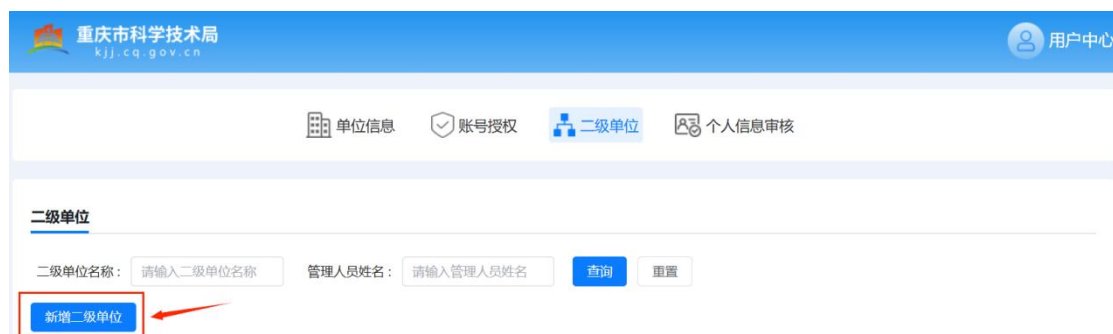 重庆市科学技术局
kjj.cq.gov.cn
用户中心
单位信息 账号授权 二级单位 个人信息审核
二级单位
二级单位名称： 请输入二级单位名称 管理人员姓名： 请输入管理人员姓名 查询 重置
新增二级单位